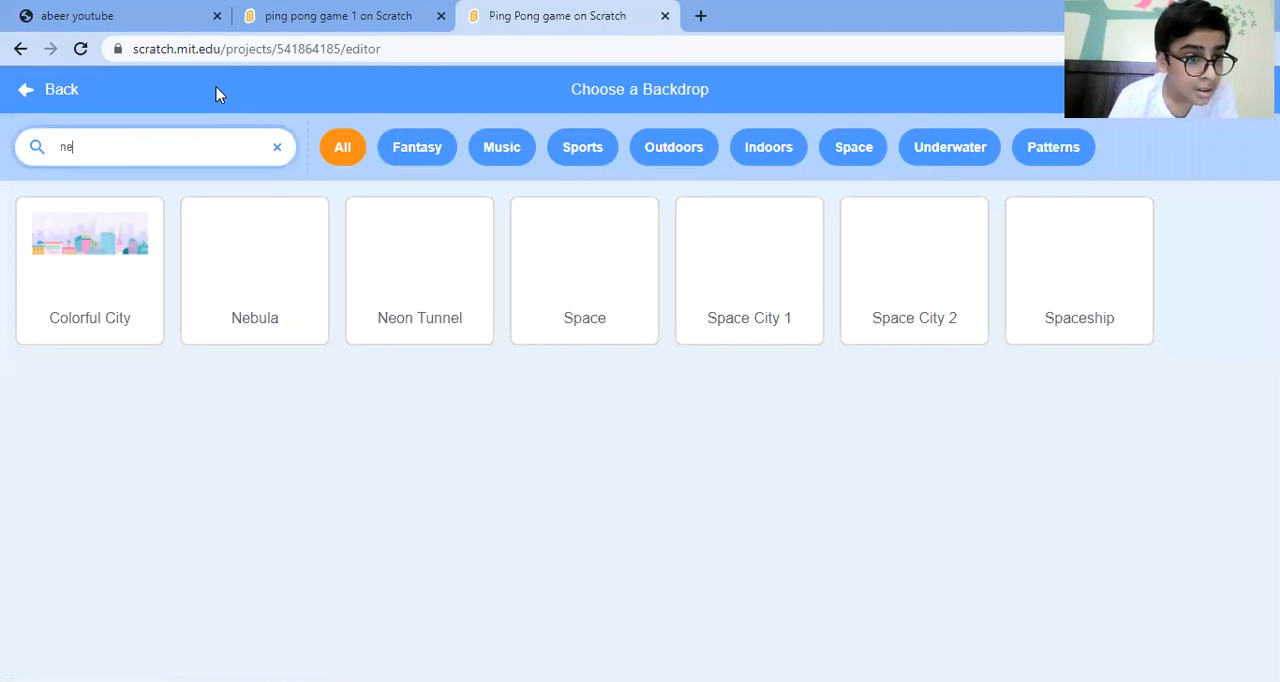 abeer youtube
ping pong game 1 on Scratch
Ping Pong game on Scratch
scratch.mit.edu/projects/541864185/editor
Back
Choose a Backdrop
ne
All
Fantasy
Music
Sports
Outdoors
Indoors
Space
Underwater
Patterns
Colorful City
Nebula
Neon Tunnel
Space
Space City 1
Space City 2
Spaceship